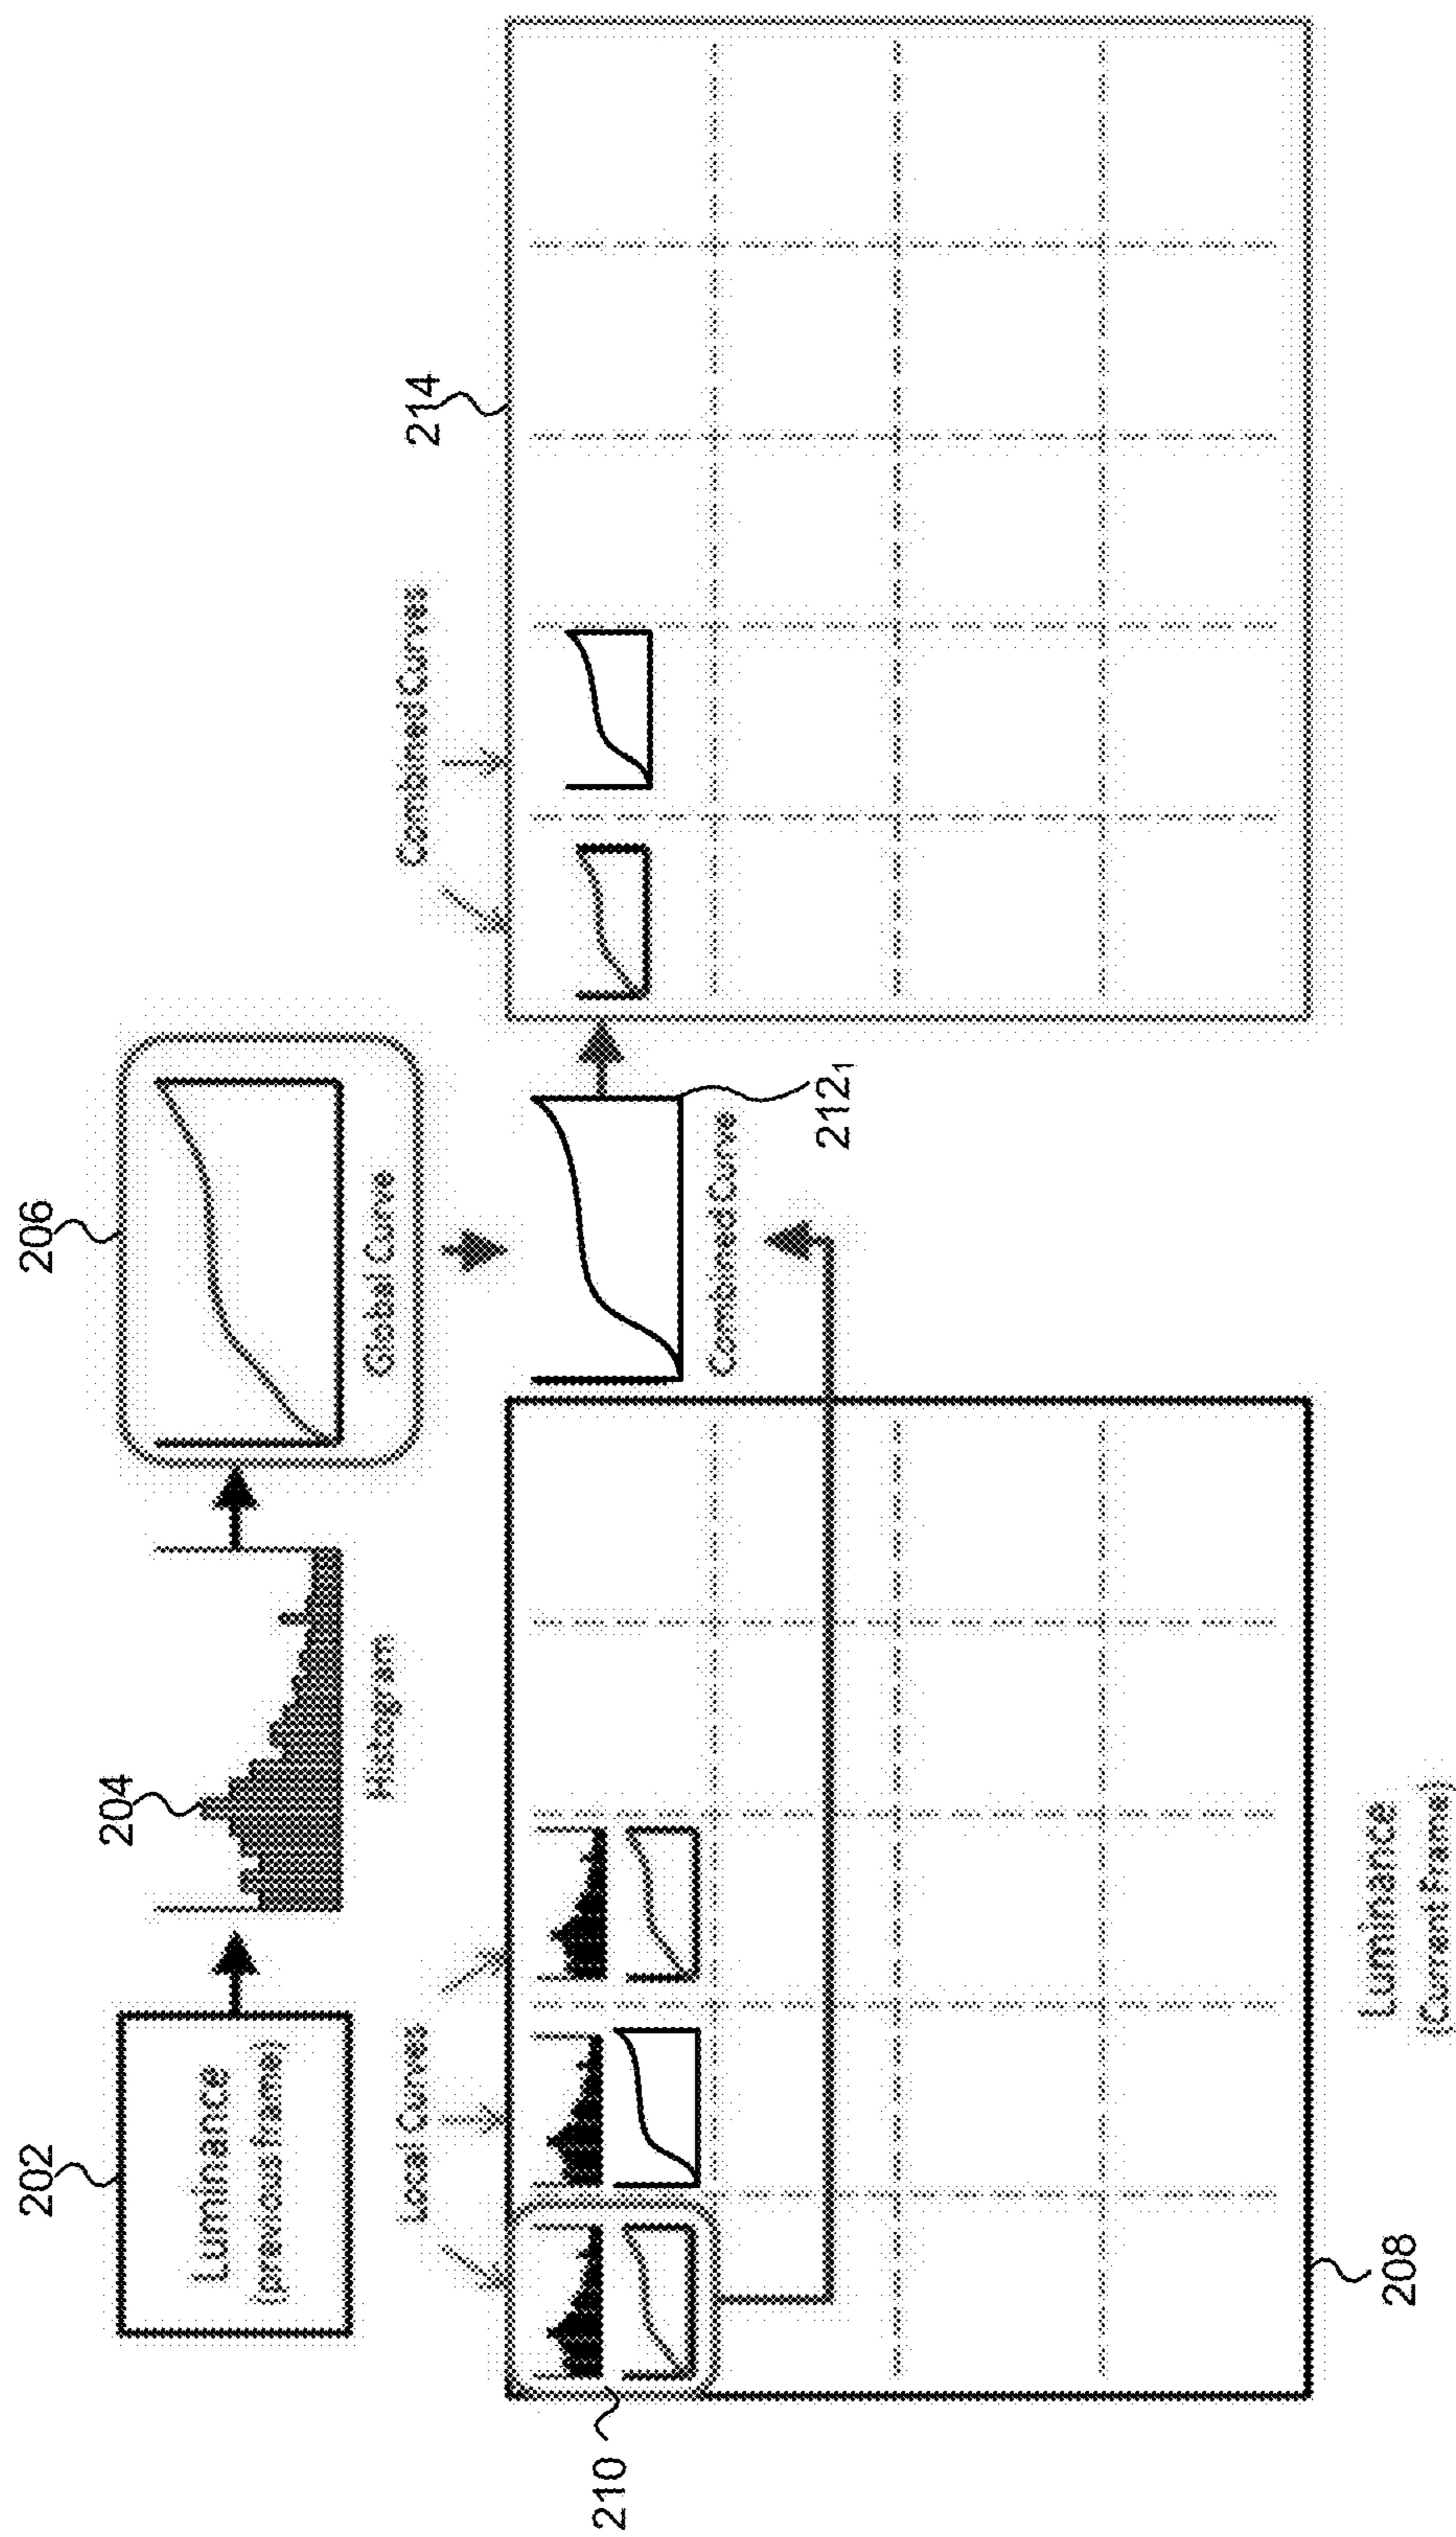 202
Luminance
(previous frame)
204
Histogram
206
Global Curve
Local Curves
Combined Curves
214
210
Combined Curve
212₁
208
Luminance
(Current Frame)